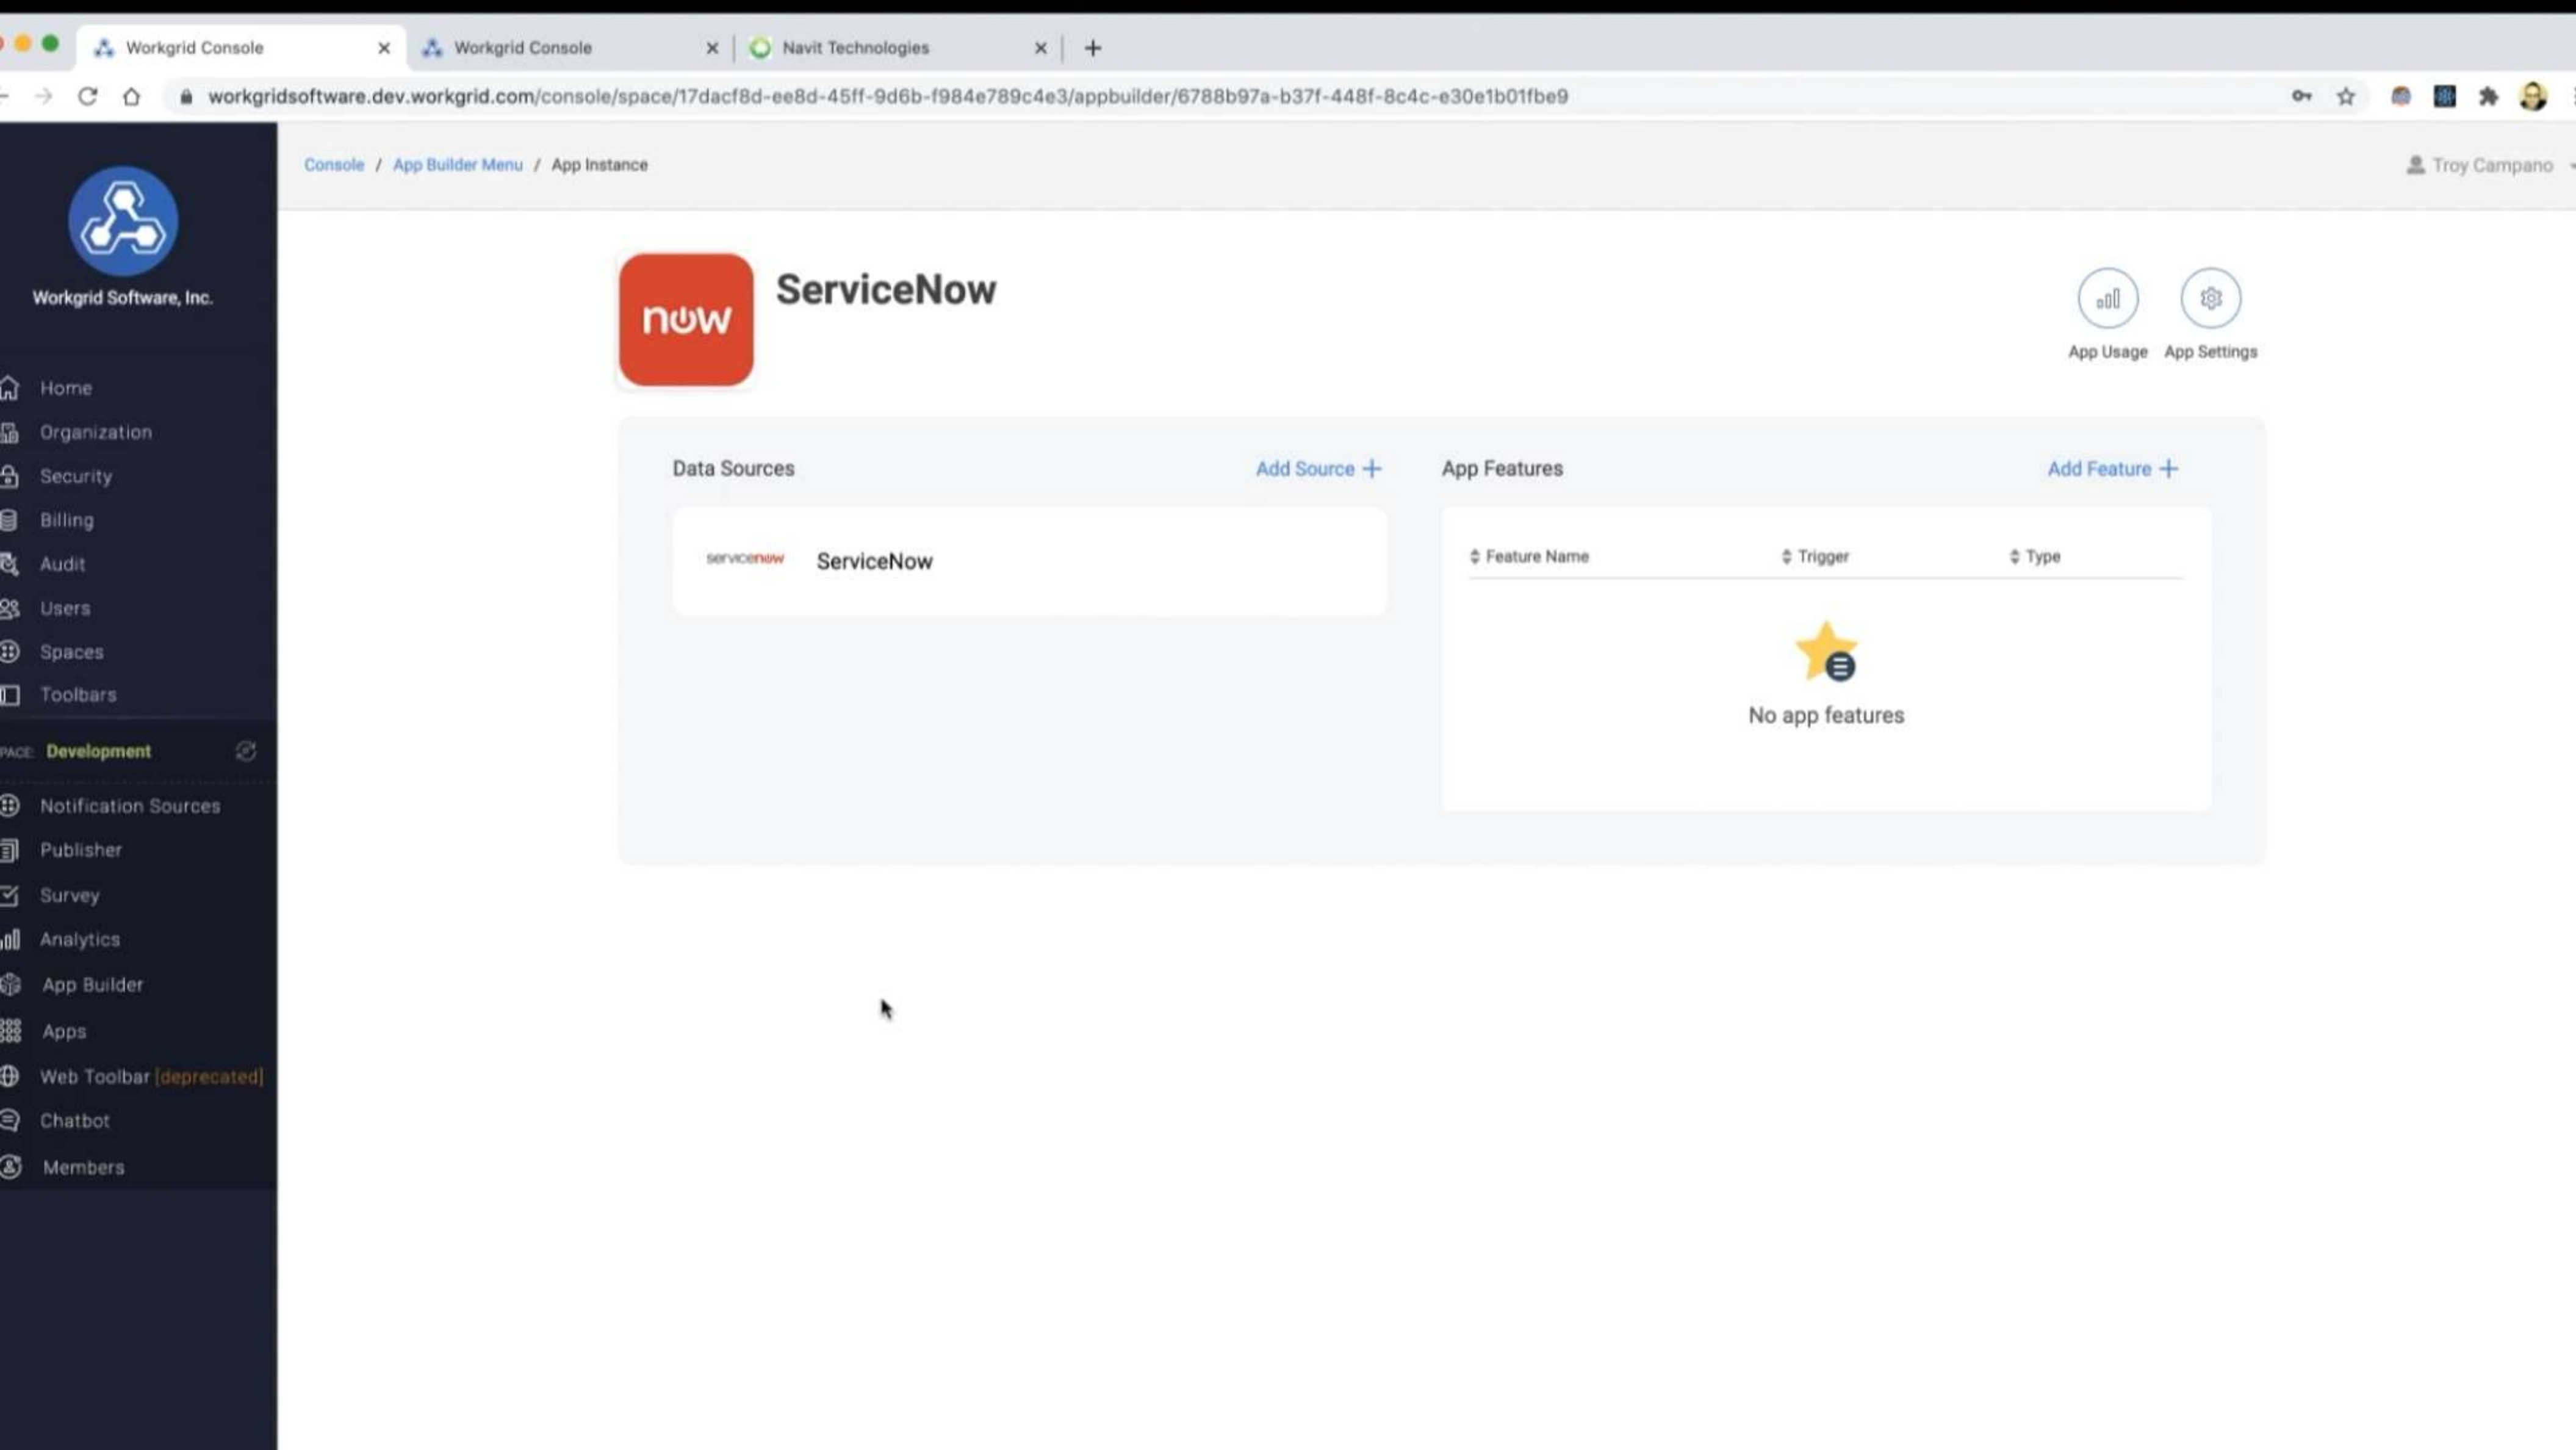 Workgrid Console
Workgrid Console
Navit Technologies
workgridsoftware.dev.workgrid.com/console/space/17dacf8d-ee8d-45ff-9d6b-f984e789c4e3/appbuilder/6788b97a-b37f-448f-8c4c-e30e1b01fbe9
Console / App Builder Menu / App Instance
Troy Campano
Workgrid Software, Inc.
Home
Organization
Security
Billing
Audit
Users
Spaces
Toolbars
PACE: Development
Notification Sources
Publisher
Survey
Analytics
App Builder
Apps
Web Toolbar [deprecated]
Chatbot
Members
now
ServiceNow
App Usage
App Settings
Data Sources
Add Source +
servicenow
ServiceNow
App Features
Add Feature +
Feature Name
Trigger
Type
No app features